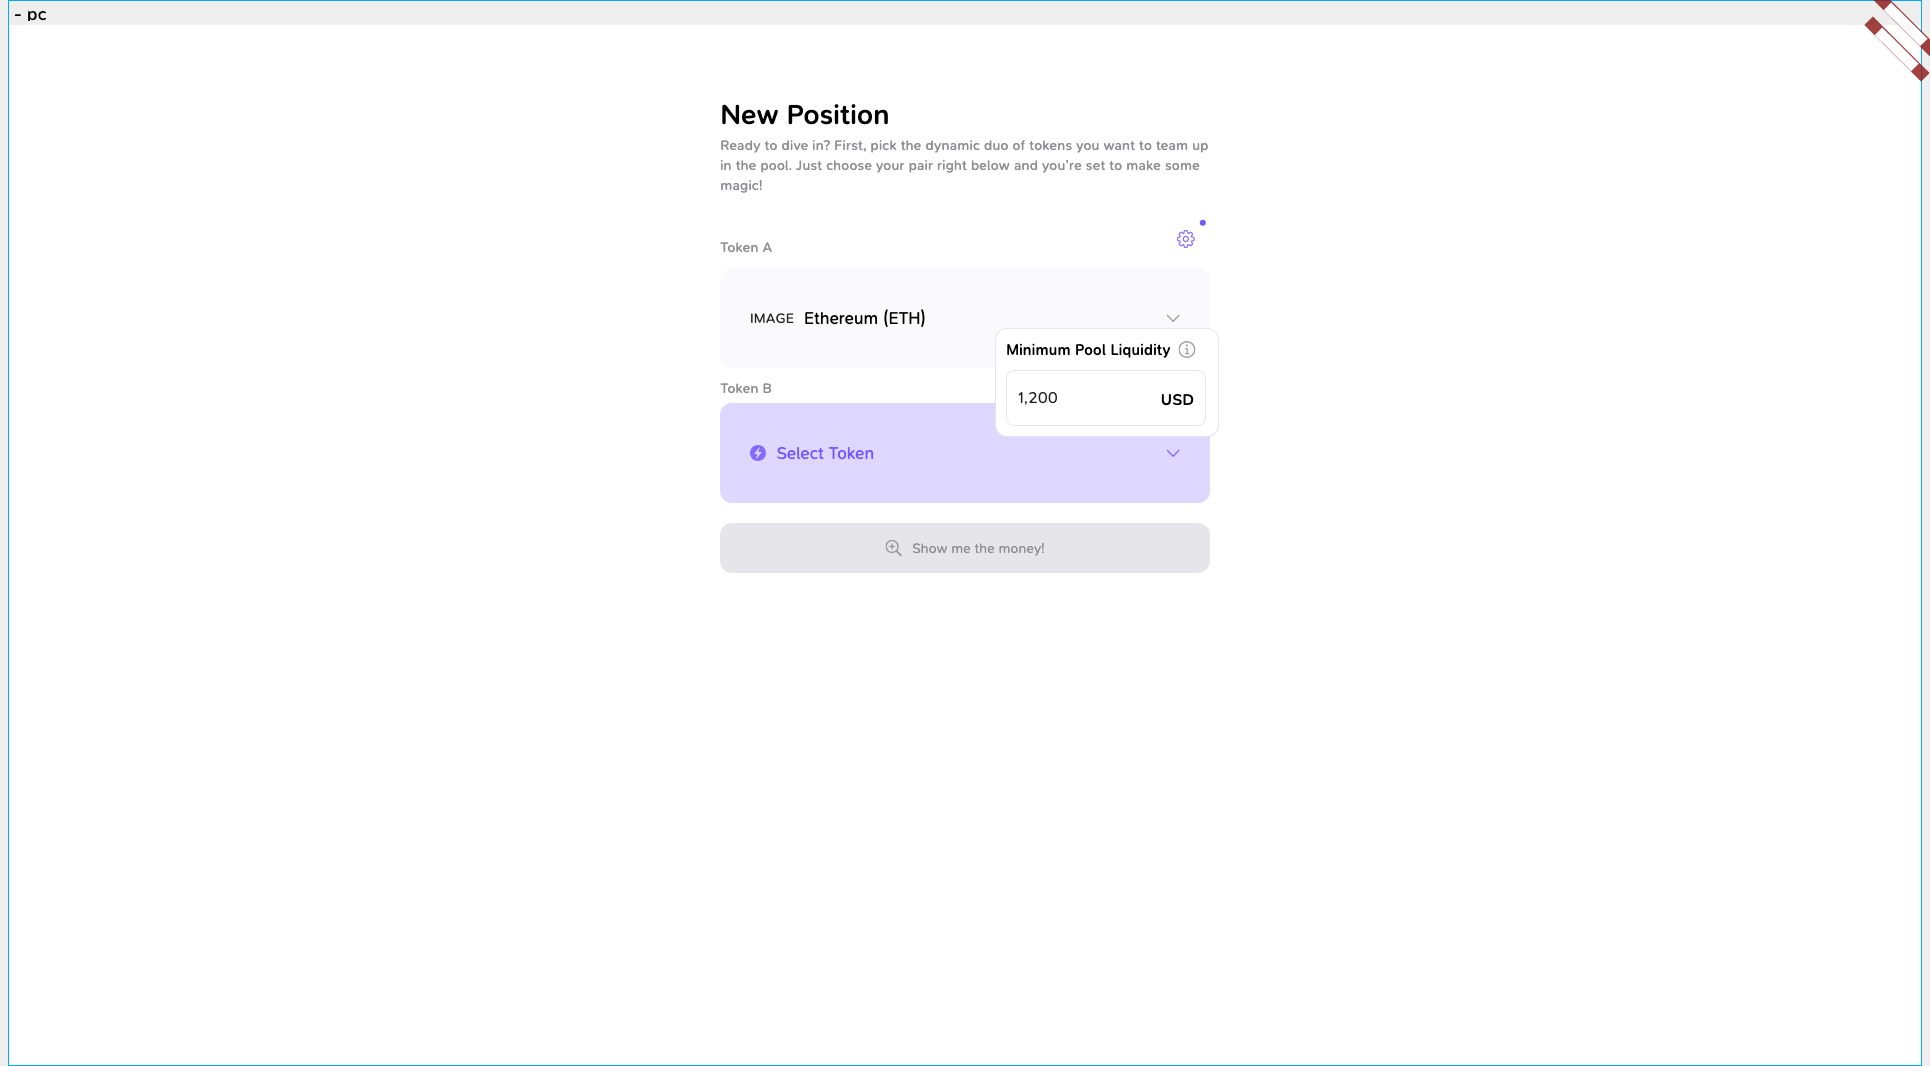 - pc
New Position
Ready to dive in? First, pick the dynamic duo of tokens you want to team up
in the pool. Just choose your pair right below and you're set to make some
magic!
Token A
IMAGE Ethereum (ETH)
Minimum Pool Liquidity
1,200 USD
Token B
Select Token
Show me the money!